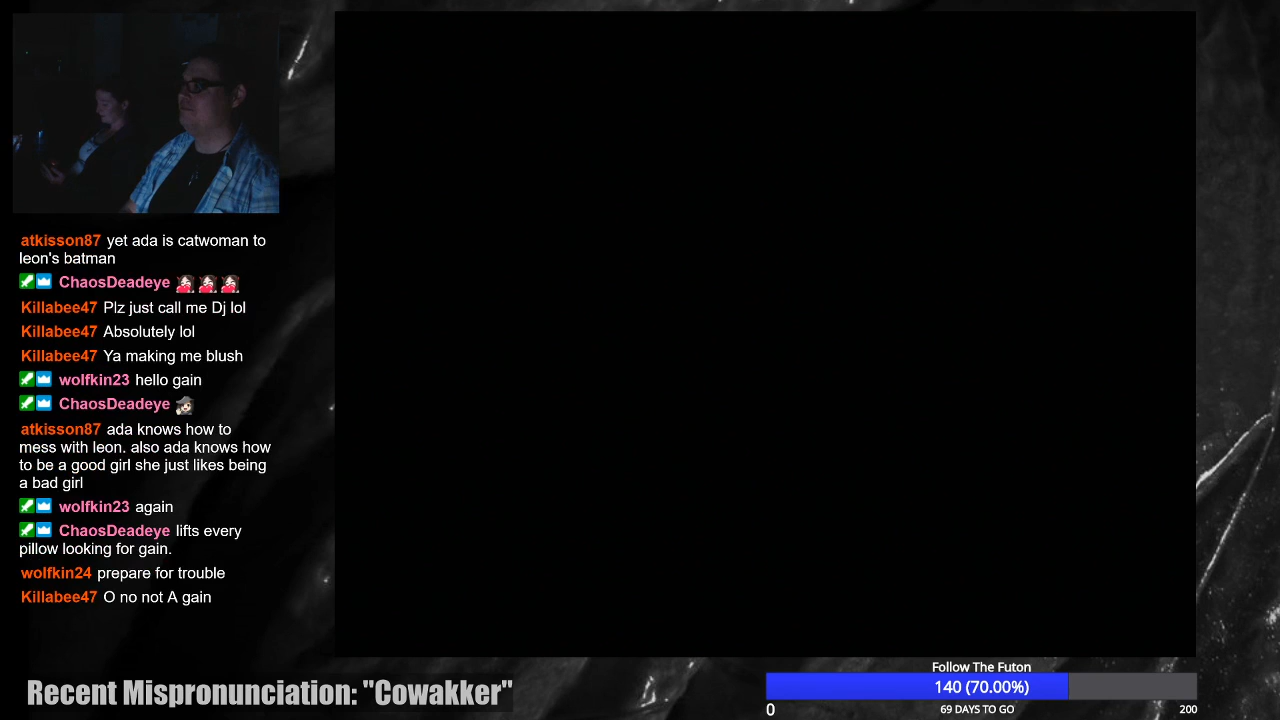 atkisson87 yet ada is catwoman to
leon's batman
ChaosDeadeye
Killabee47 Plz just call me Dj lol
Killabee47 Absolutely lol
Killabee47 Ya making me blush
wolfkin23 hello gain
ChaosDeadeye
atkisson87 ada knows how to
mess with leon. also ada knows how
to be a good girl she just likes being
a bad girl
wolfkin23 again
ChaosDeadeye lifts every
pillow looking for gain.
wolfkin24 prepare for trouble
Killabee47 O no not A gain
Recent Mispronunciation: "Cowakker"
Follow The Futon
140 (70.00%)
0 69 DAYS TO GO 200